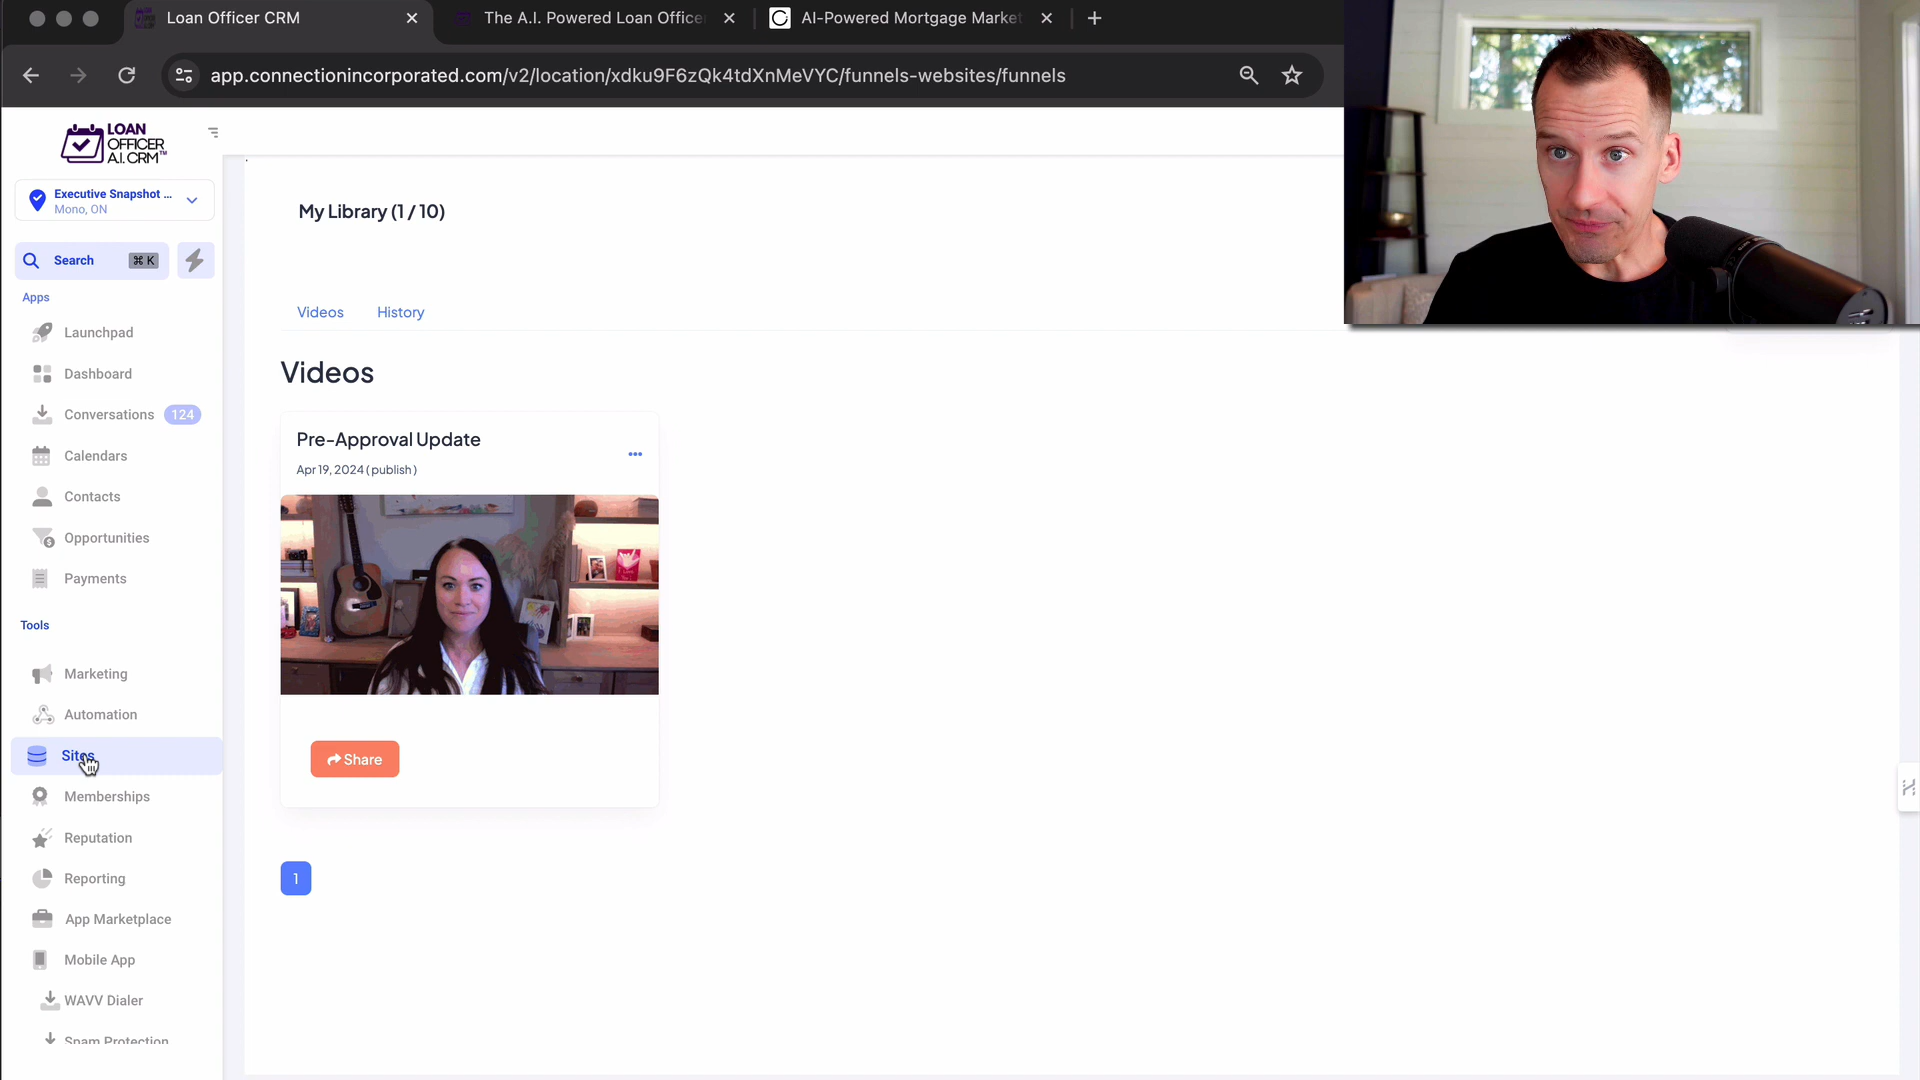 Loan Officer CRM
The A.I. Powered Loan Office
AI-Powered Mortgage Market
app.connectionincorporated.com/v2/location/xdku9F6zQk4tdXnMeVYC/funnels-websites/funnels
LOAN
OFFICER
A.I. CRM™
Executive Snapshot ...
Mono, ON
Search
⌘ K
Apps
Launchpad
Dashboard
Conversations 124
Calendars
Contacts
Opportunities
Payments
Tools
Marketing
Automation
Sites
Memberships
Reputation
Reporting
App Marketplace
Mobile App
WAVV Dialer
Spam Protection
My Library (1 / 10)
Videos
History
Videos
Pre-Approval Update
Apr 19, 2024 ( publish )
Share
1